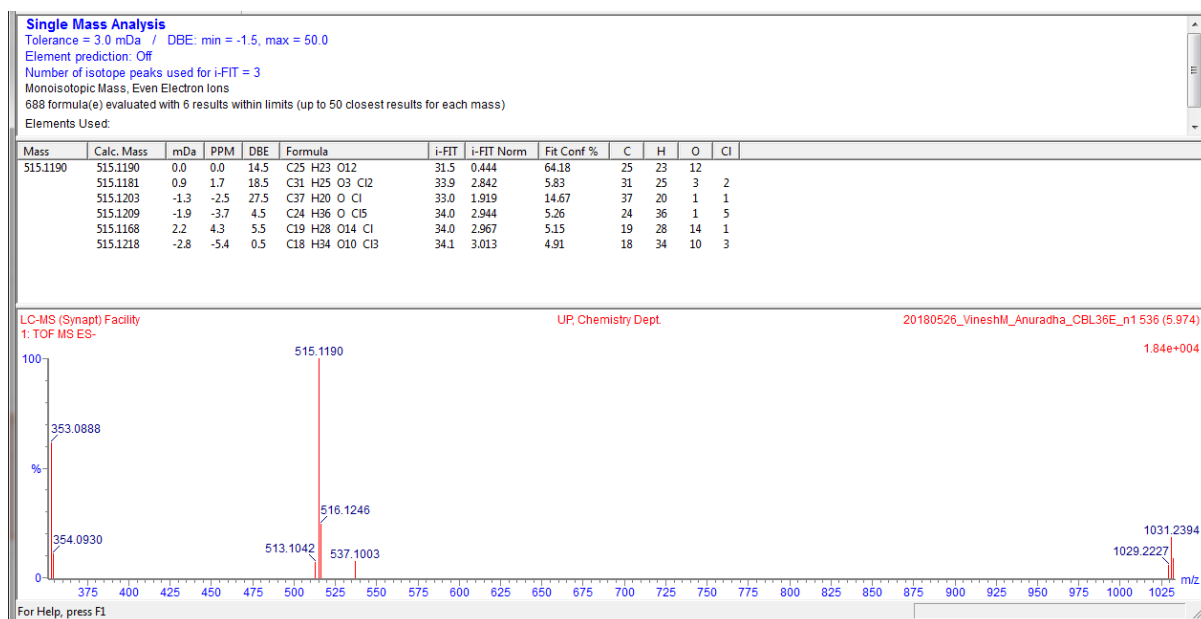 Single Mass Analysis
Tolerance = 3.0 mDa / DBE: min = -1.5, max = 50.0
Element prediction: Off
Number of isotope peaks used for i-FIT = 3
Monoisotopic Mass, Even Electron Ions
688 formula(e) evaluated with 6 results within limits (up to 50 closest results for each mass)
Elements Used:
Mass Calc. Mass mDa PPM DBE Formula i-FIT i-FIT Norm Fit Conf % C H O Cl
515.1190 515.1190 0.0 0.0 14.5 C25 H23 O12 31.5 0.444 64.18 25 23 12
515.1181 0.9 1.7 18.5 C31 H25 O3 Cl2 33.9 2.842 5.83 31 25 3 2
515.1203 -1.3 -2.5 27.5 C37 H20 O Cl 33.0 1.919 14.67 37 20 1 1
515.1209 -1.9 -3.7 4.5 C24 H36 O Cl5 34.0 2.944 5.26 24 36 1 5
515.1168 2.2 4.3 5.5 C19 H28 O14 Cl 34.0 2.967 5.15 19 28 14 1
515.1218 -2.8 -5.4 0.5 C18 H34 O10 Cl3 34.1 3.013 4.91 18 34 10 3
LC-MS (Synapt) Facility UP, Chemistry Dept. 20180526_VineshM_Anuradha_CBL36E_n1 536 (5.974)
1: TOF MS ES-
1.84e+004
100
515.1190
353.0888
%
516.1246
1031.2394
354.0930
513.1042
537.1003
1029.2227
0
m/z
375 400 425 450 475 500 525 550 575 600 625 650 675 700 725 750 775 800 825 850 875 900 925 950 975 1000 1025
For Help, press F1